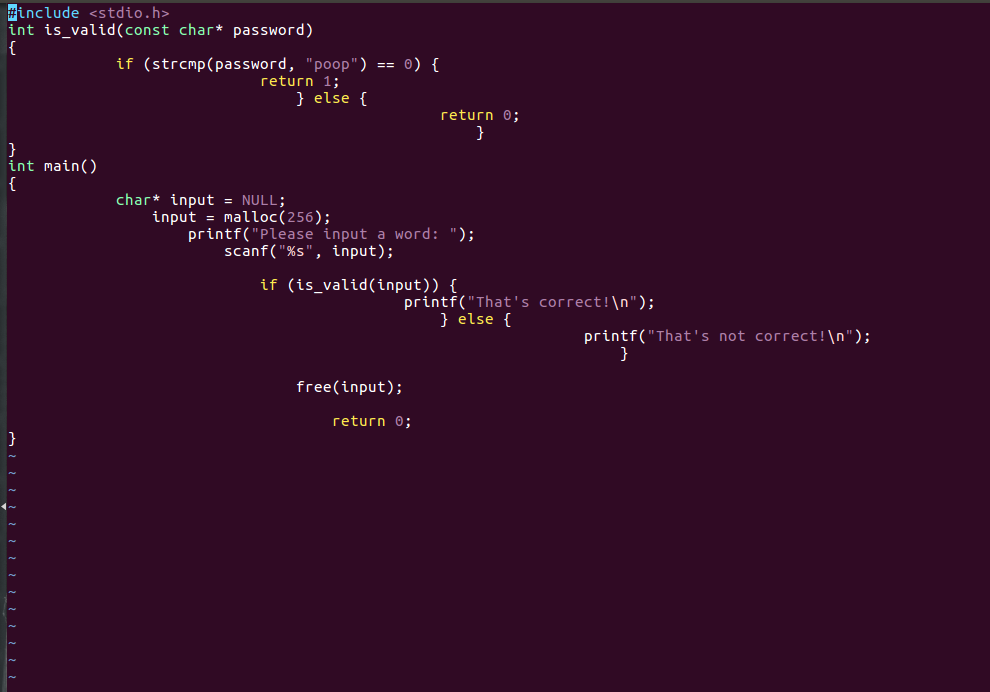 #include <stdio.h>
int is_valid(const char* password)
{
            if (strcmp(password, "poop") == 0) {
                            return 1;
                                } else {
                                                return 0;
                                                    }
}
int main()
{
            char* input = NULL;
                input = malloc(256);
                    printf("Please input a word: ");
                        scanf("%s", input);

                            if (is_valid(input)) {
                                            printf("That's correct!\n");
                                                } else {
                                                                printf("That's not correct!\n");
                                                                    }

                                free(input);

                                    return 0;
}
~
~
~
~
~
~
~
~
~
~
~
~
~
~